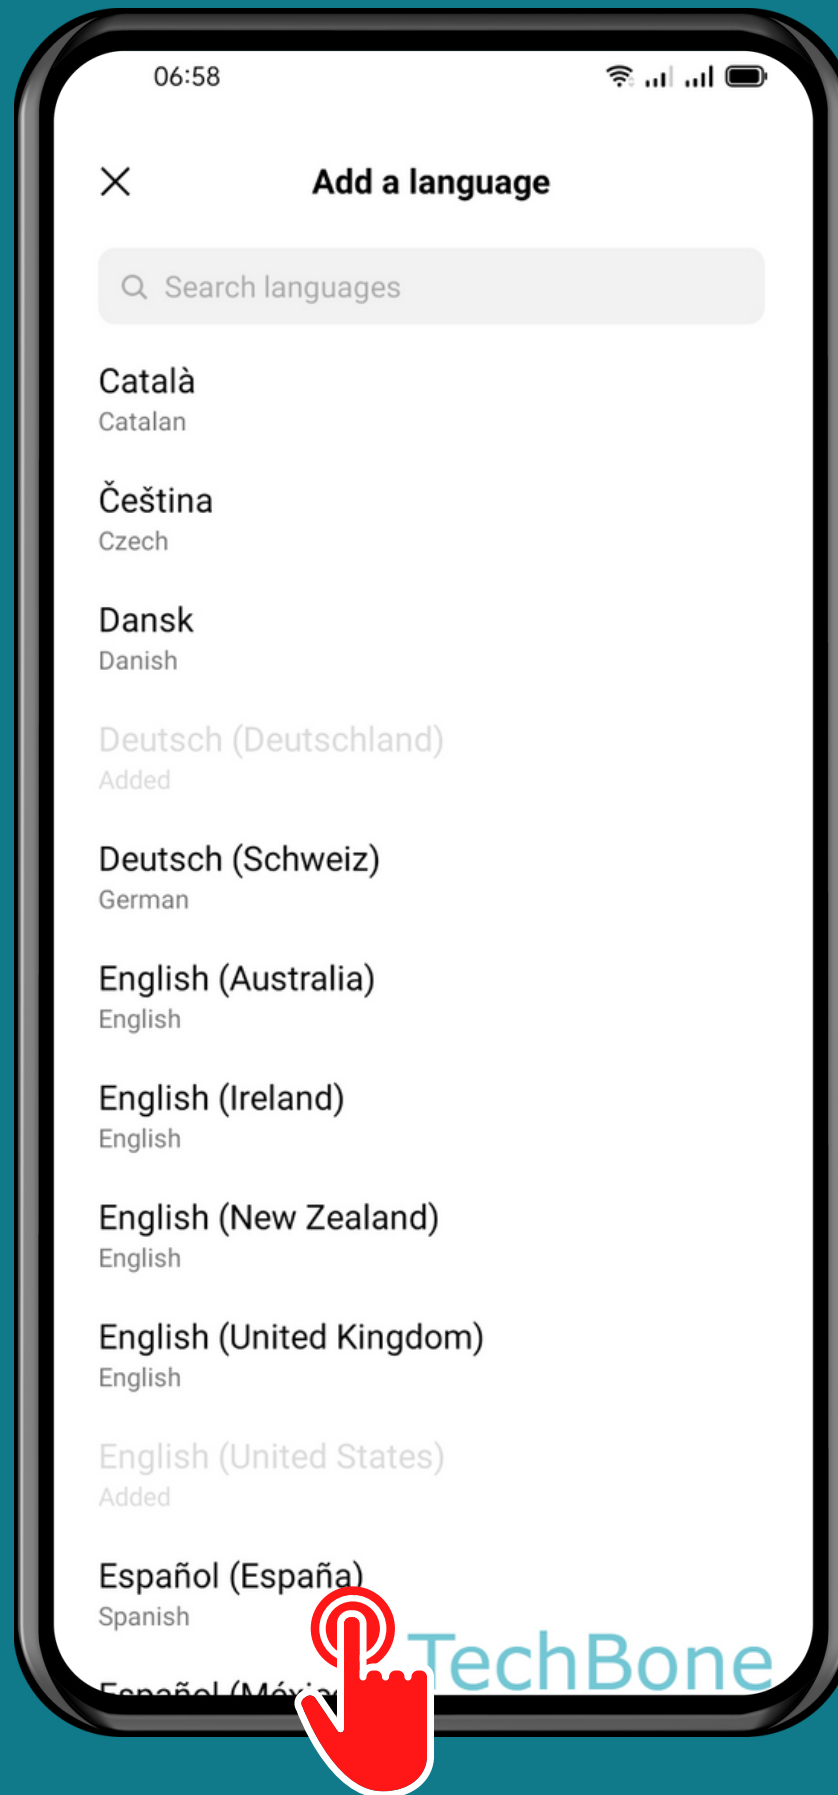 06:58
Add a language
Search languages
Català
Catalan
Čeština
Czech
Dansk
Danish
Deutsch (Deutschland)
Added
Deutsch (Schweiz)
German
English (Australia)
English
English (Ireland)
English
English (New Zealand)
English
English (United Kingdom)
English
English (United States)
Added
Español (España)
Spanish
TechBone
Español